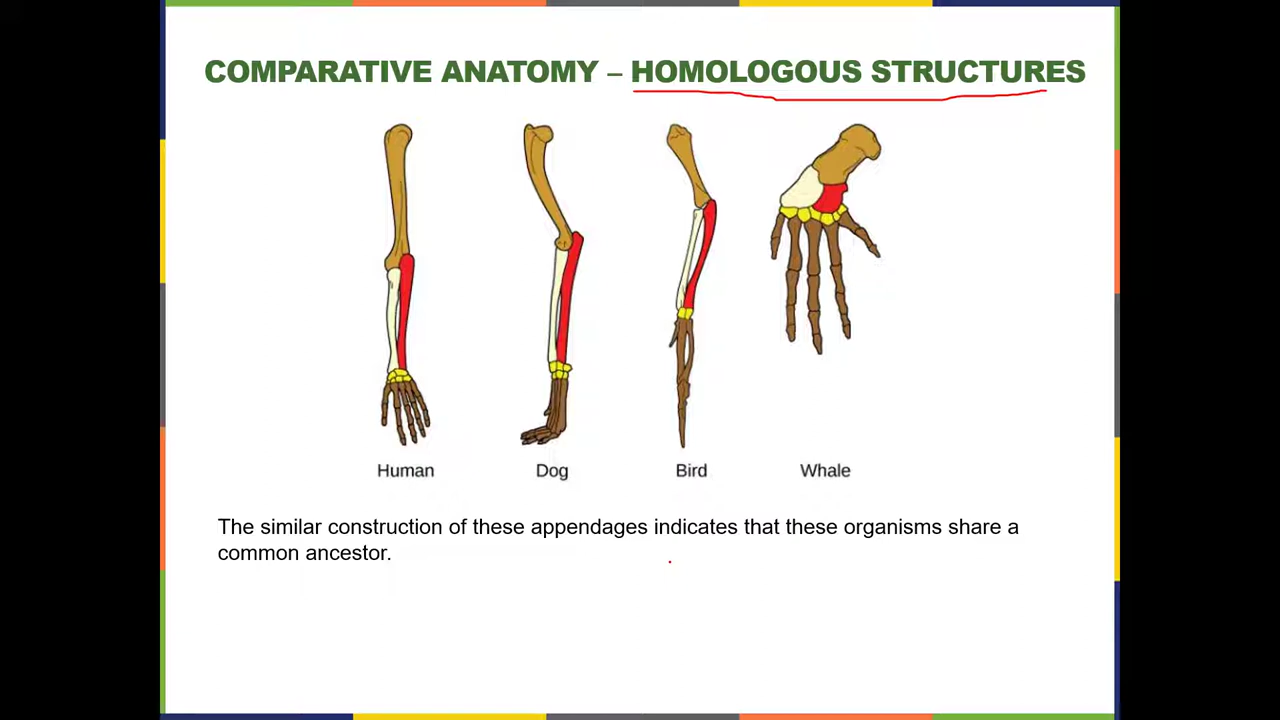 COMPARATIVE ANATOMY – HOMOLOGOUS STRUCTURES
Human Dog Bird Whale
The similar construction of these appendages indicates that these organisms share a
common ancestor.